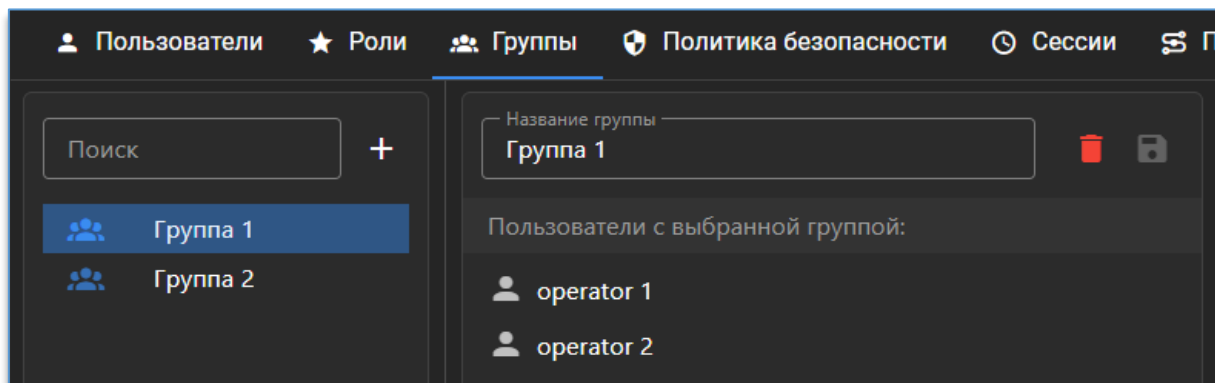 Пользователи Роли Группы Политика безопасности Сессии П
Поиск
Группа 1
Группа 2
Название группы
Группа 1
Пользователи с выбранной группой:
operator 1
operator 2